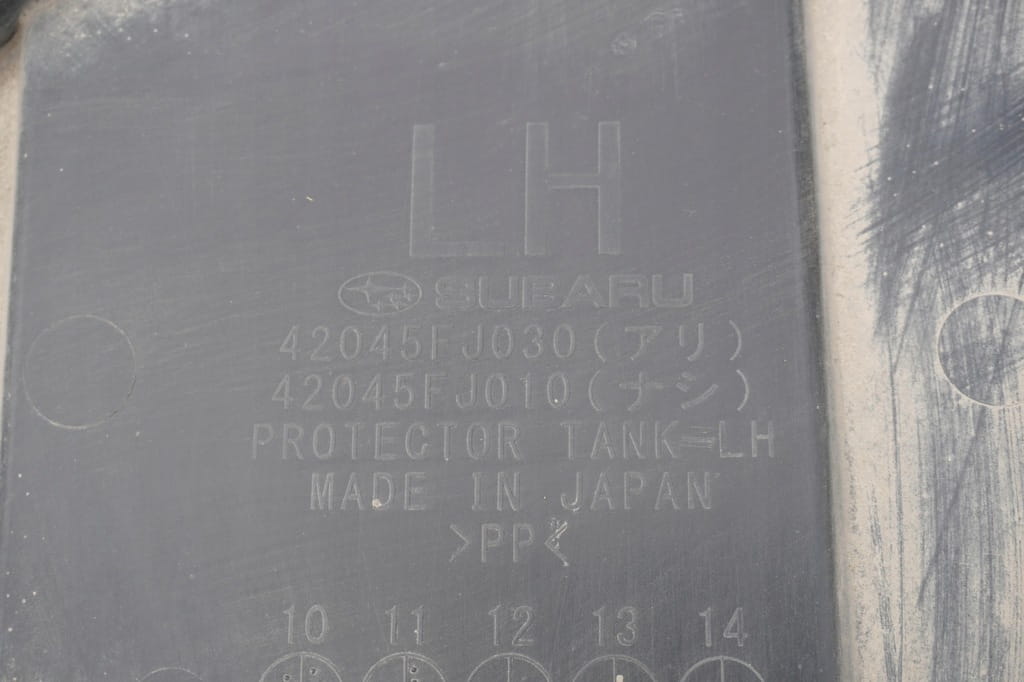 LH
SUBARU
42045FJ030(アリ)
42045FJ010(ナシ)
PROTECTOR TANK=LH
MADE IN JAPAN
>PP<
10 11 12 13 14